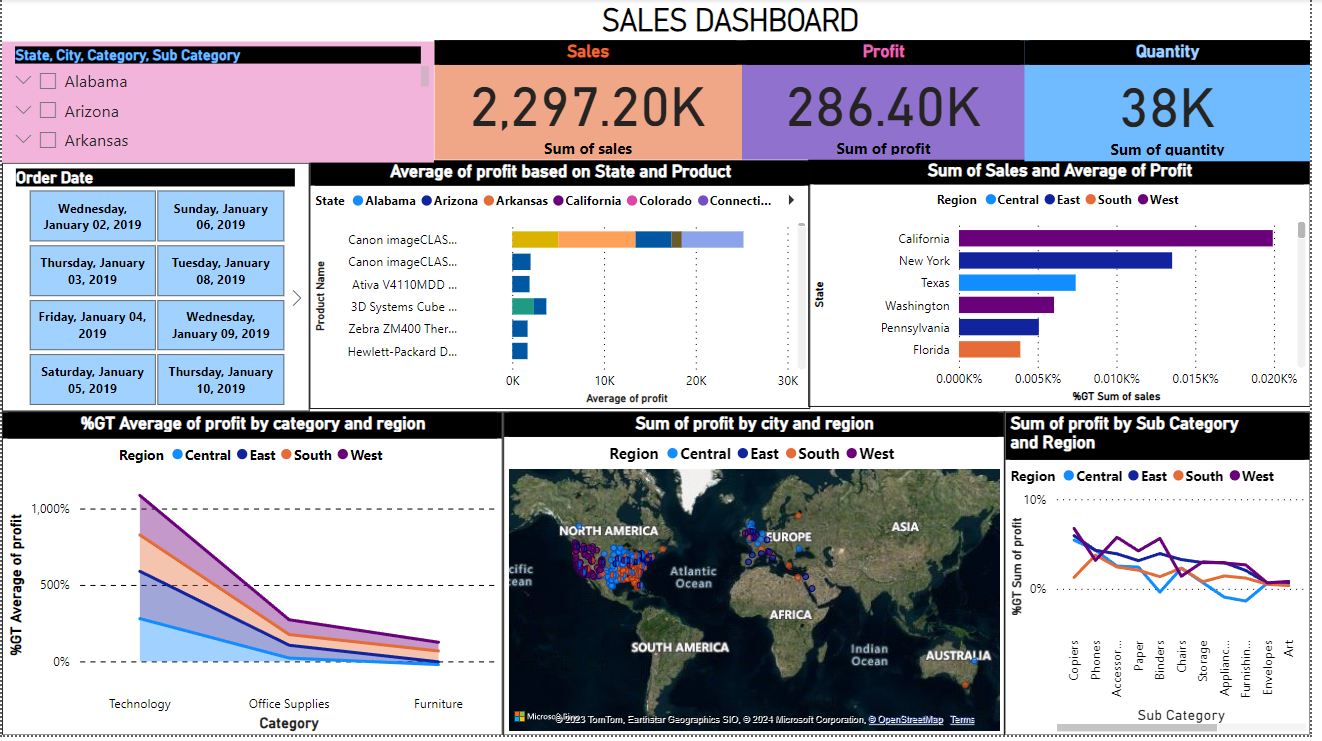 SALES DASHBOARD
State, City, Category, Sub Category
Alabama
Arizona
Arkansas
Sales
2,297.20K
Sum of sales
Profit
286.40K
Sum of profit
Quantity
38K
Sum of quantity
Order Date
Wednesday,
January 02, 2019
Sunday, January
06, 2019
Thursday, January
03, 2019
Tuesday, January
08, 2019
Friday, January 04,
2019
Wednesday,
January 09, 2019
Saturday, January
05, 2019
Thursday, January
10, 2019
Average of profit based on State and Product
State Alabama Arizona Arkansas California Colorado Connecti...
Product Name
Canon imageCLAS...
Canon imageCLAS...
Ativa V4110MDD ...
3D Systems Cube ...
Zebra ZM400 Ther...
Hewlett-Packard D...
0K 10K 20K 30K
Average of profit
Sum of Sales and Average of Profit
Region Central East South West
State
California
New York
Texas
Washington
Pennsylvania
Florida
0.000K% 0.005K% 0.010K% 0.015K% 0.020K%
%GT Sum of sales
%GT Average of profit by category and region
Region Central East South West
%GT Average of profit
1,000%
500%
0%
Technology Office Supplies Furniture
Category
Sum of profit by city and region
Region Central East South West
NORTH AMERICA
EUROPE
ASIA
cific
ean
Atlantic
Ocean
AFRICA
SOUTH AMERICA
Indian
Ocean
AUSTRALIA
© 2023 TomTom, Earthstar Geographics SIO, © 2024 Microsoft Corporation, © OpenStreetMap Terms
Sum of profit by Sub Category
and Region
Region Central East South West
%GT Sum of profit
10%
0%
Copiers
Phones
Accessor...
Paper
Binders
Chairs
Storage
Applianc...
Furnishin...
Envelopes
Art
Sub Category